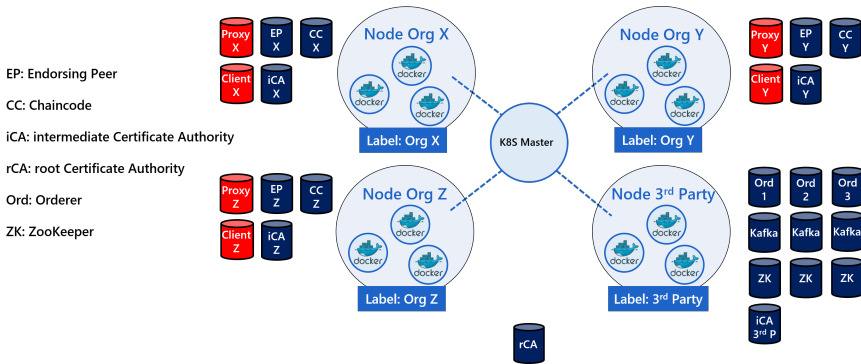 Proxy
X
EP
X
CC
X
Client
X
iCA
X
Node Org X
docker
docker
docker
Label: Org X
Node Org Y
docker
docker
docker
Label: Org Y
Proxy
Y
EP
Y
CC
Y
Client
Y
iCA
Y
EP: Endorsing Peer
CC: Chaincode
iCA: intermediate Certificate Authority
rCA: root Certificate Authority
Ord: Orderer
ZK: ZooKeeper
K8S Master
Proxy
Z
EP
Z
CC
Z
Client
Z
iCA
Z
Node Org Z
docker
docker
docker
Label: Org Z
Node 3rd Party
docker
docker
docker
Label: 3rd Party
Ord
1
Ord
2
Ord
3
Kafka
Kafka
Kafka
ZK
ZK
ZK
iCA
3rd P
rCA